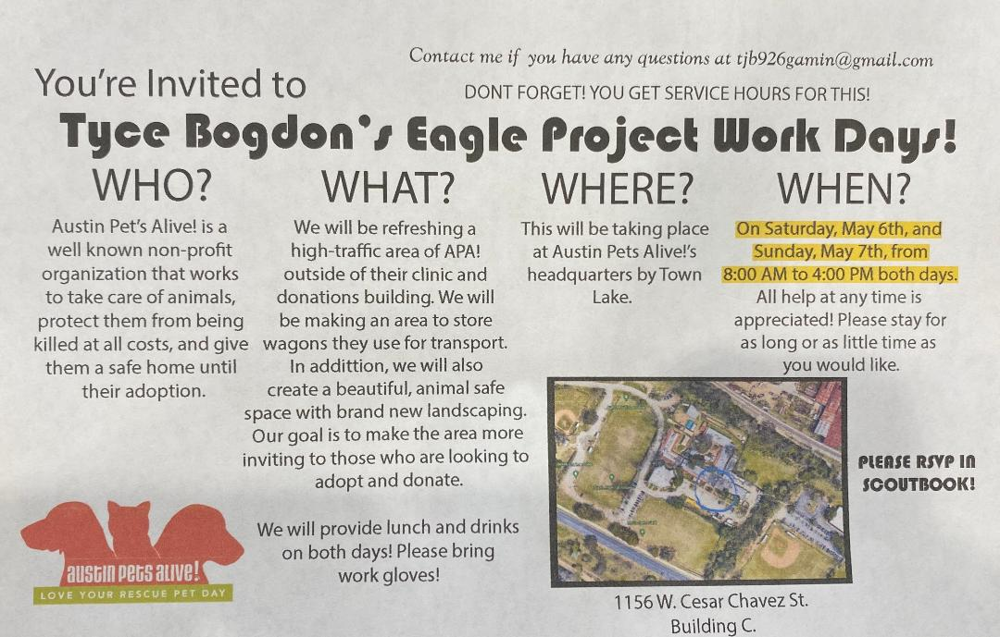 Contact me if you have any questions at tjb926gamin@gmail.com
You're Invited to
DONT FORGET! YOU GET SERVICE HOURS FOR THIS!
Tyce Bogdon's Eagle Project Work Days!
WHO?
Austin Pet's Alive! is a
well known non-profit
organization that works
to take care of animals,
protect them from being
killed at all costs, and give
them a safe home until
their adoption.
WHAT?
We will be refreshing a
high-traffic area of APA!
outside of their clinic and
donations building. We will
be making an area to store
wagons they use for transport.
In addittion, we will also
create a beautiful, animal safe
space with brand new landscaping.
Our goal is to make the area more
inviting to those who are looking to
adopt and donate.
We will provide lunch and drinks
on both days! Please bring
work gloves!
WHERE?
This will be taking place
at Austin Pets Alive!'s
headquarters by Town
Lake.
WHEN?
On Saturday, May 6th, and
Sunday, May 7th, from
8:00 AM to 4:00 PM both days.
All help at any time is
appreciated! Please stay for
as long or as little time as
you would like.
PLEASE RSVP IN
SCOUTBOOK!
1156 W. Cesar Chavez St.
Building C.
austin pets alive!
LOVE YOUR RESCUE PET DAY